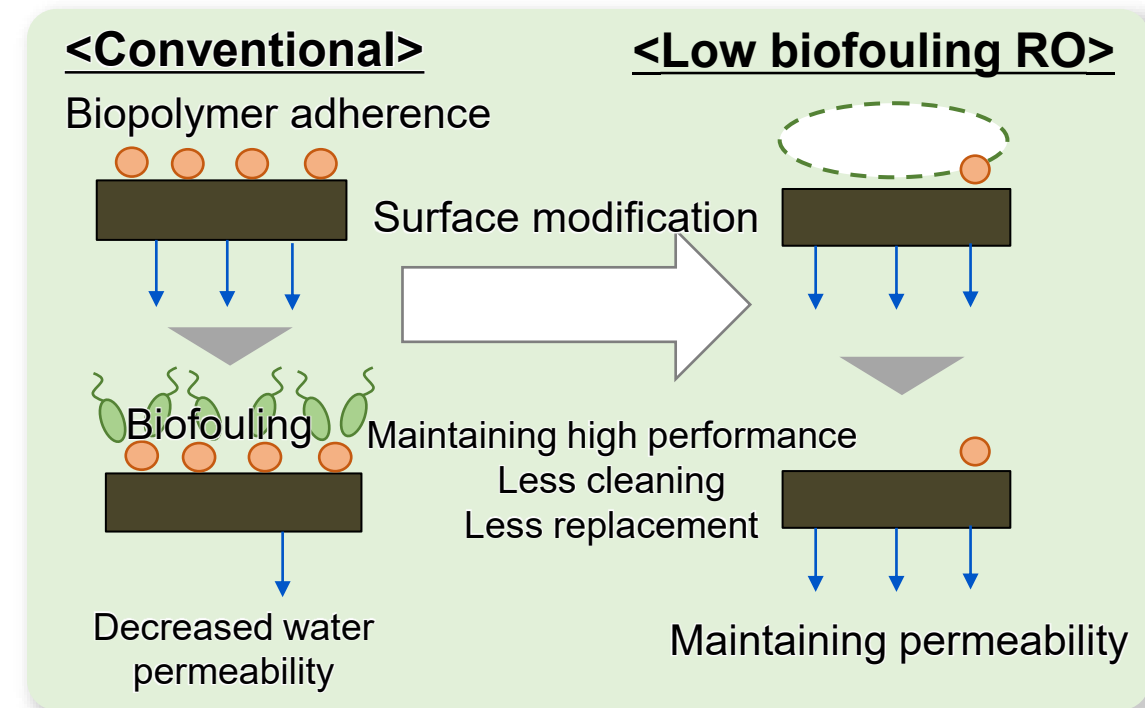 <Conventional>
<Low biofouling RO>
Biopolymer adherence
Surface modification
Biofouling
Maintaining high performance
Less cleaning
Less replacement
Decreased water
permeability
Maintaining permeability